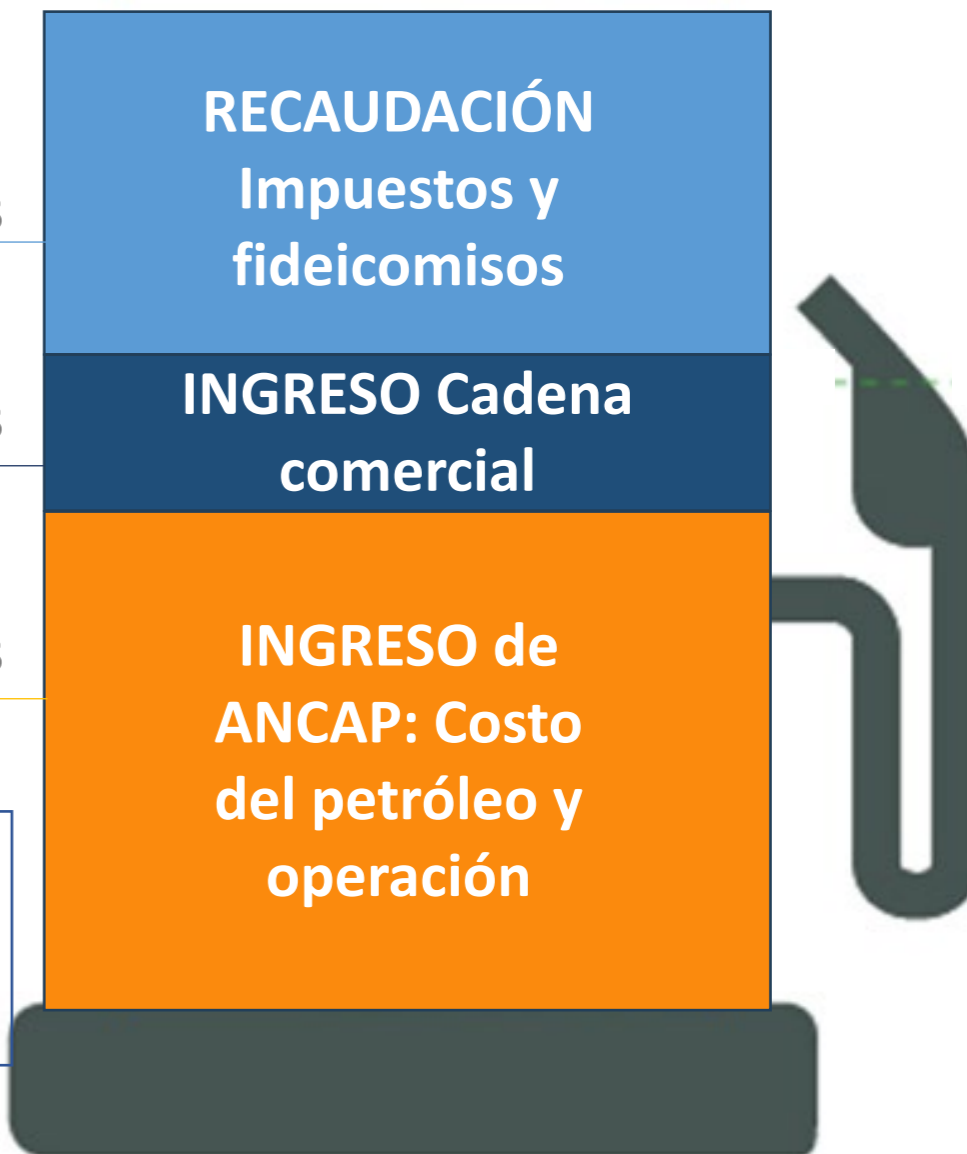 RECAUDACIÓN
Impuestos y
fideicomisos
INGRESO Cadena
comercial
INGRESO de
ANCAP: Costo
del petróleo y
operación